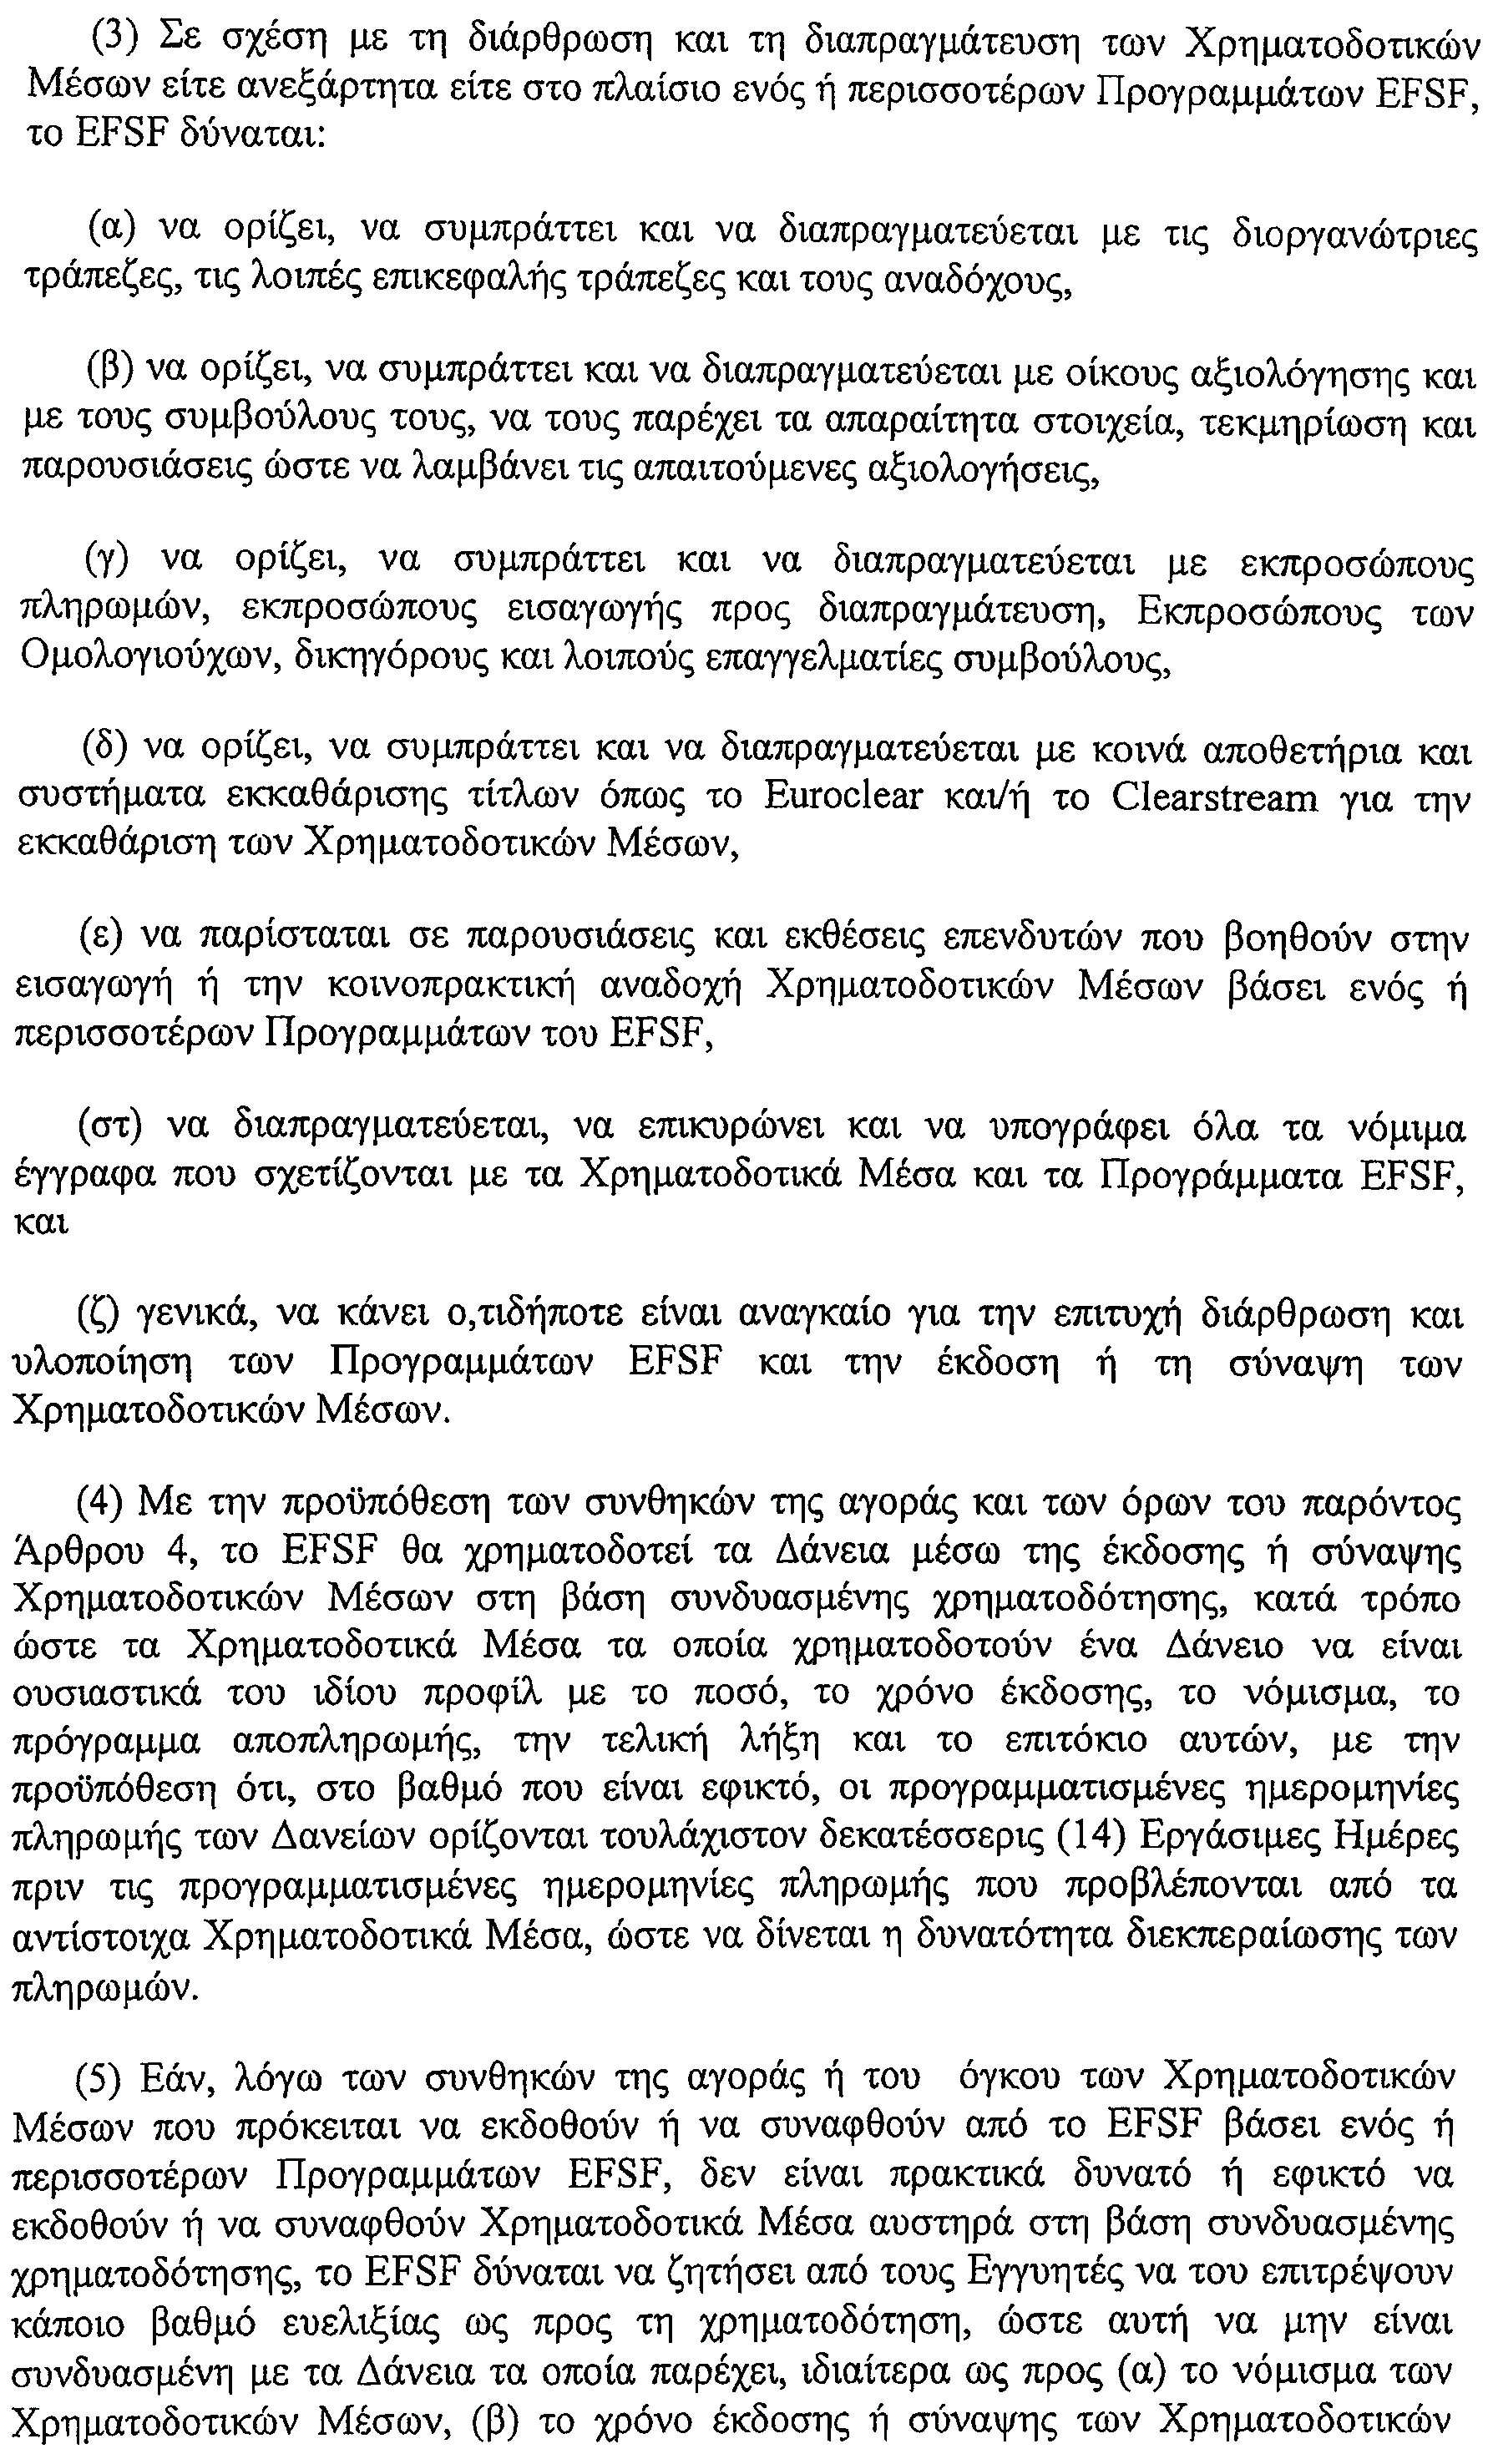 (3) Σε σχέση με τη διάρθρωση και τη διαπραγμάτευση των Χρηματοδοτικών
Μέσων είτε ανεξάρτητα είτε στο πλαίσιο ενός ή περισσοτέρων Προγραμμάτων EFSF,
το EFSF δύναται:
(α) να ορίζει, να συμπράττει και να διαπραγματεύεται με τις διοργανώτριες
τράπεζες, τις λοιπές επικεφαλής τράπεζες και τους αναδόχους,
(β) να ορίζει, να συμπράττει και να διαπραγματεύεται με οίκους αξιολόγησης και
με τους συμβούλους τους, να τους παρέχει τα απαραίτητα στοιχεία, τεκμηρίωση και
παρουσιάσεις ώστε να λαμβάνει τις απαιτούμενες αξιολογήσεις,
(γ) να ορίζει, να συμπράττει και να διαπραγματεύεται με εκπροσώπους
πληρωμών, εκπροσώπους εισαγωγής προς διαπραγμάτευση, Εκπροσώπους των
Ομολογιούχων, δικηγόρους και λοιπούς επαγγελματίες συμβούλους,
(δ) να ορίζει, να συμπράττει και να διαπραγματεύεται με κοινά αποθετήρια και
συστήματα εκκαθάρισης τίτλων όπως το Euroclear και/ή το Clearstream για την
εκκαθάριση των Χρηματοδοτικών Μέσων,
(ε) να παρίσταται σε παρουσιάσεις και εκθέσεις επενδυτών που βοηθούν στην
εισαγωγή ή την κοινοπρακτική αναδοχή Χρηματοδοτικών Μέσων βάσει ενός ή
περισσοτέρων Προγραμμάτων του EFSF,
(στ) να διαπραγματεύεται, να επικυρώνει και να υπογράφει όλα τα νόμιμα
έγγραφα που σχετίζονται με τα Χρηματοδοτικά Μέσα και τα Προγράμματα EFSF,
και
(ζ) γενικά, να κάνει ο,τιδήποτε είναι αναγκαίο για την επιτυχή διάρθρωση και
υλοποίηση των Προγραμμάτων EFSF και την έκδοση ή τη σύναψη των
Χρηματοδοτικών Μέσων.
(4) Με την προϋπόθεση των συνθηκών της αγοράς και των όρων του παρόντος
Άρθρου 4, το EFSF θα χρηματοδοτεί τα Δάνεια μέσω της έκδοσης ή σύναψης
Χρηματοδοτικών Μέσων στη βάση συνδυασμένης χρηματοδότησης, κατά τρόπο
ώστε τα Χρηματοδοτικά Μέσα τα οποία χρηματοδοτούν ένα Δάνειο να είναι
ουσιαστικά του ιδίου προφίλ με το ποσό, το χρόνο έκδοσης, το νόμισμα, το
πρόγραμμα αποπληρωμής, την τελική λήξη και το επιτόκιο αυτών, με την
προϋπόθεση ότι, στο βαθμό που είναι εφικτό, οι προγραμματισμένες ημερομηνίες
πληρωμής των Δανείων ορίζονται τουλάχιστον δεκατέσσερις (14) Εργάσιμες Ημέρες
πριν τις προγραμματισμένες ημερομηνίες πληρωμής που προβλέπονται από τα
αντίστοιχα Χρηματοδοτικά Μέσα, ώστε να δίνεται η δυνατότητα διεκπεραίωσης των
πληρωμών.
(5) Εάν, λόγω των συνθηκών της αγοράς ή του όγκου των Χρηματοδοτικών
Μέσων που πρόκειται να εκδοθούν ή να συναφθούν από το EFSF βάσει ενός ή
περισσοτέρων Προγραμμάτων EFSF, δεν είναι πρακτικά δυνατό ή εφικτό να
εκδοθούν ή να συναφθούν Χρηματοδοτικά Μέσα αυστηρά στη βάση συνδυασμένης
χρηματοδότησης, το EFSF δύναται να ζητήσει από τους Εγγυητές να του επιτρέψουν
κάποιο βαθμό ευελιξίας ως προς τη χρηματοδότηση, ώστε αυτή να μην είναι
συνδυασμένη με τα Δάνεια τα οποία παρέχει, ιδιαίτερα ως προς (α) το νόμισμα των
Χρηματοδοτικών Μέσων, (β) το χρόνο έκδοσης ή σύναψης των Χρηματοδοτικών